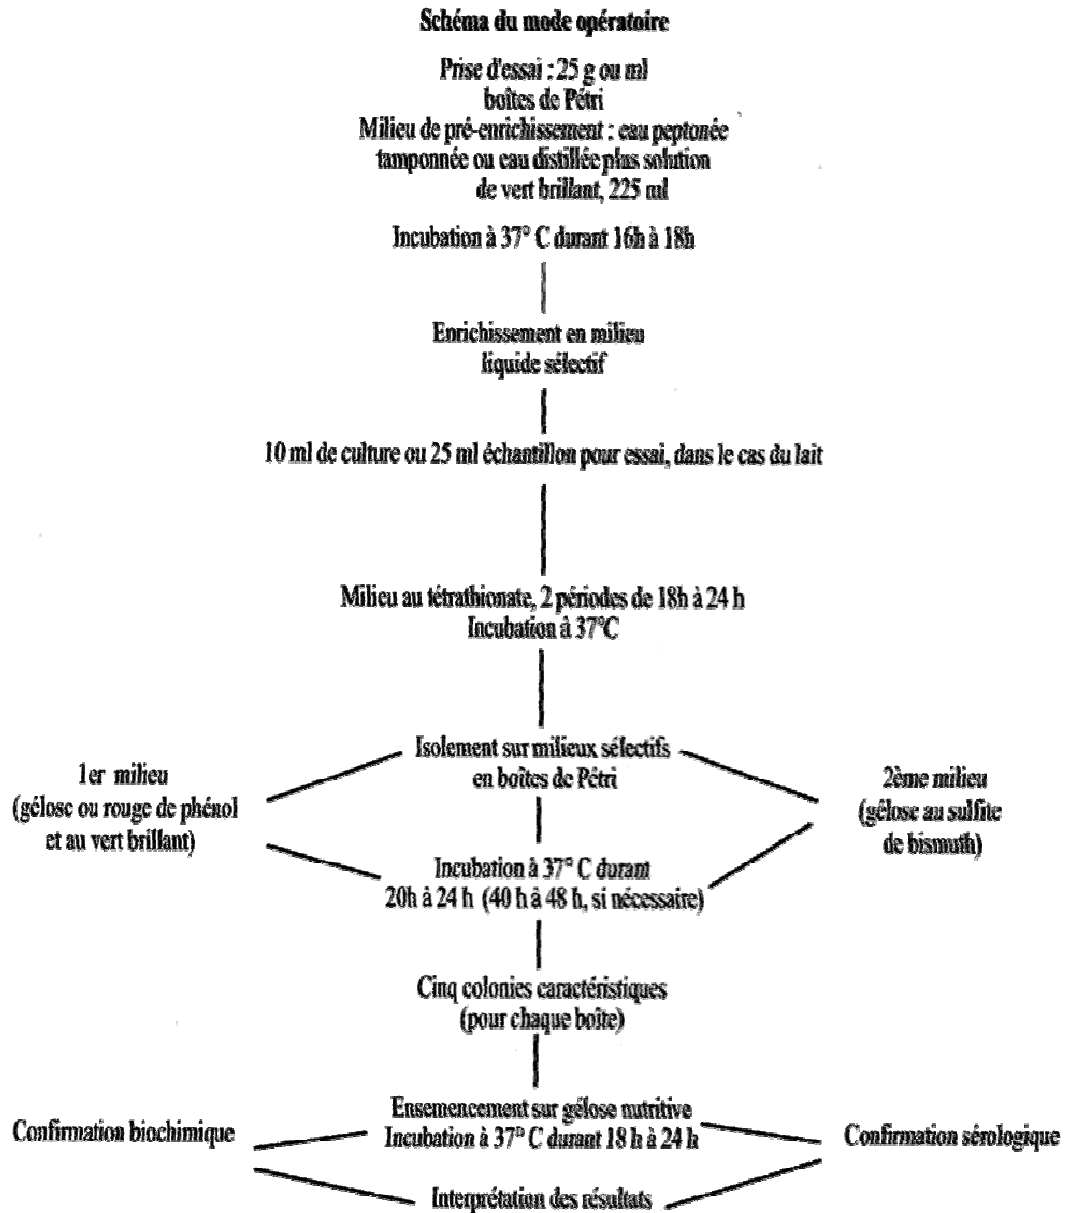 Schéma du mode opératoire
Prise d'essai : 25 g ou ml
boîtes de Pétri
Milieu de pré-enrichissement : eau peptonée
tamponnée ou eau distillée plus solution
de vert brillant, 225 ml
Incubation à 37° C durant 16h à 18h
Enrichissement en milieu
liquide sélectif
10 ml de culture ou 25 ml échantillon pour essai, dans le cas du lait
Milieu au tétrathionate, 2 périodes de 18h à 24 h
Incubation à 37°C
Isolement sur milieux sélectifs
en boîtes de Pétri
1er milieu
(gélose ou rouge de phénol
et au vert brillant)
2ème milieu
(gélose au sulfite
de bismuth)
Incubation à 37° C durant
20h à 24 h (40 h à 48 h, si nécessaire)
Cinq colonies caractéristiques
(pour chaque boîte)
Ensemencement sur gélose nutritive
Incubation à 37° C durant 18 h à 24 h
Confirmation biochimique
Confirmation sérologique
Interprétation des résultats